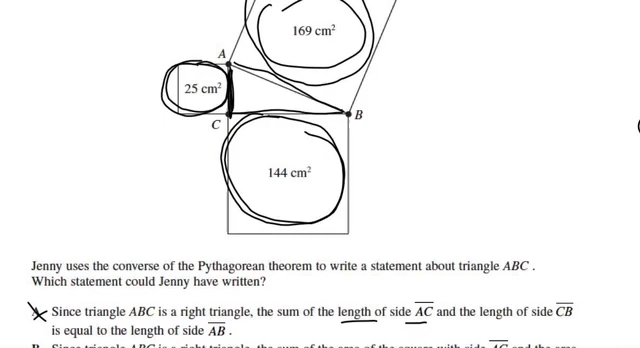 169 cm²
A
25 cm²
C
B
144 cm²
Jenny uses the converse of the Pythagorean theorem to write a statement about triangle ABC .
Which statement could Jenny have written?
Since triangle ABC is a right triangle, the sum of the length of side AC and the length of side CB
is equal to the length of side AB .